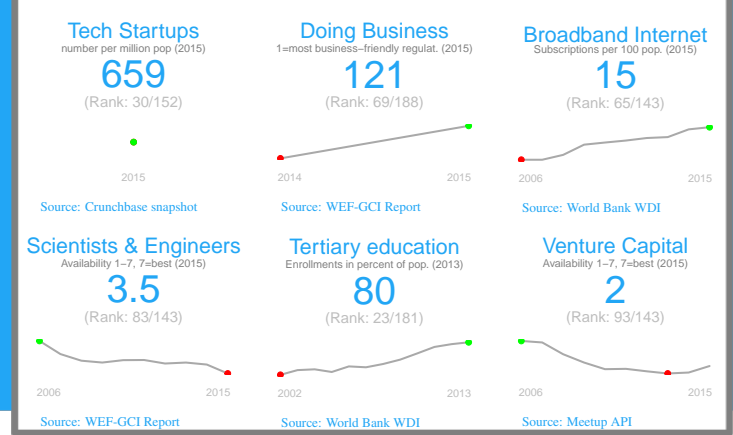 Tech Startups
number per million pop (2015)
659
(Rank: 30/152)
2015
Source: Crunchbase snapshot
Doing Business
1=most business−friendly regulat. (2015)
121
(Rank: 69/188)
2014 2015
Source: WEF-GCI Report
Broadband Internet
Subscriptions per 100 pop. (2015)
15
(Rank: 65/143)
2006 2015
Source: World Bank WDI
Scientists & Engineers
Availability 1−7, 7=best (2015)
3.5
(Rank: 83/143)
2006 2015
Source: WEF-GCI Report
Tertiary education
Enrollments in percent of pop. (2013)
80
(Rank: 23/181)
2002 2013
Source: World Bank WDI
Venture Capital
Availability 1−7, 7=best (2015)
2
(Rank: 93/143)
2006 2015
Source: Meetup API